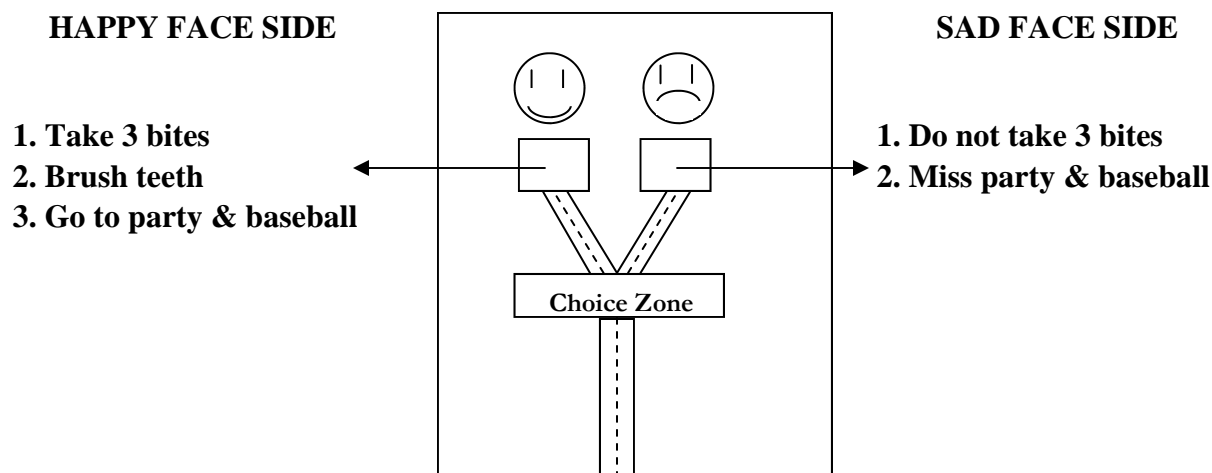 HAPPY FACE SIDE
1. Take 3 bites
2. Brush teeth
3. Go to party & baseball
Choice Zone
SAD FACE SIDE
1. Do not take 3 bites
2. Miss party & baseball